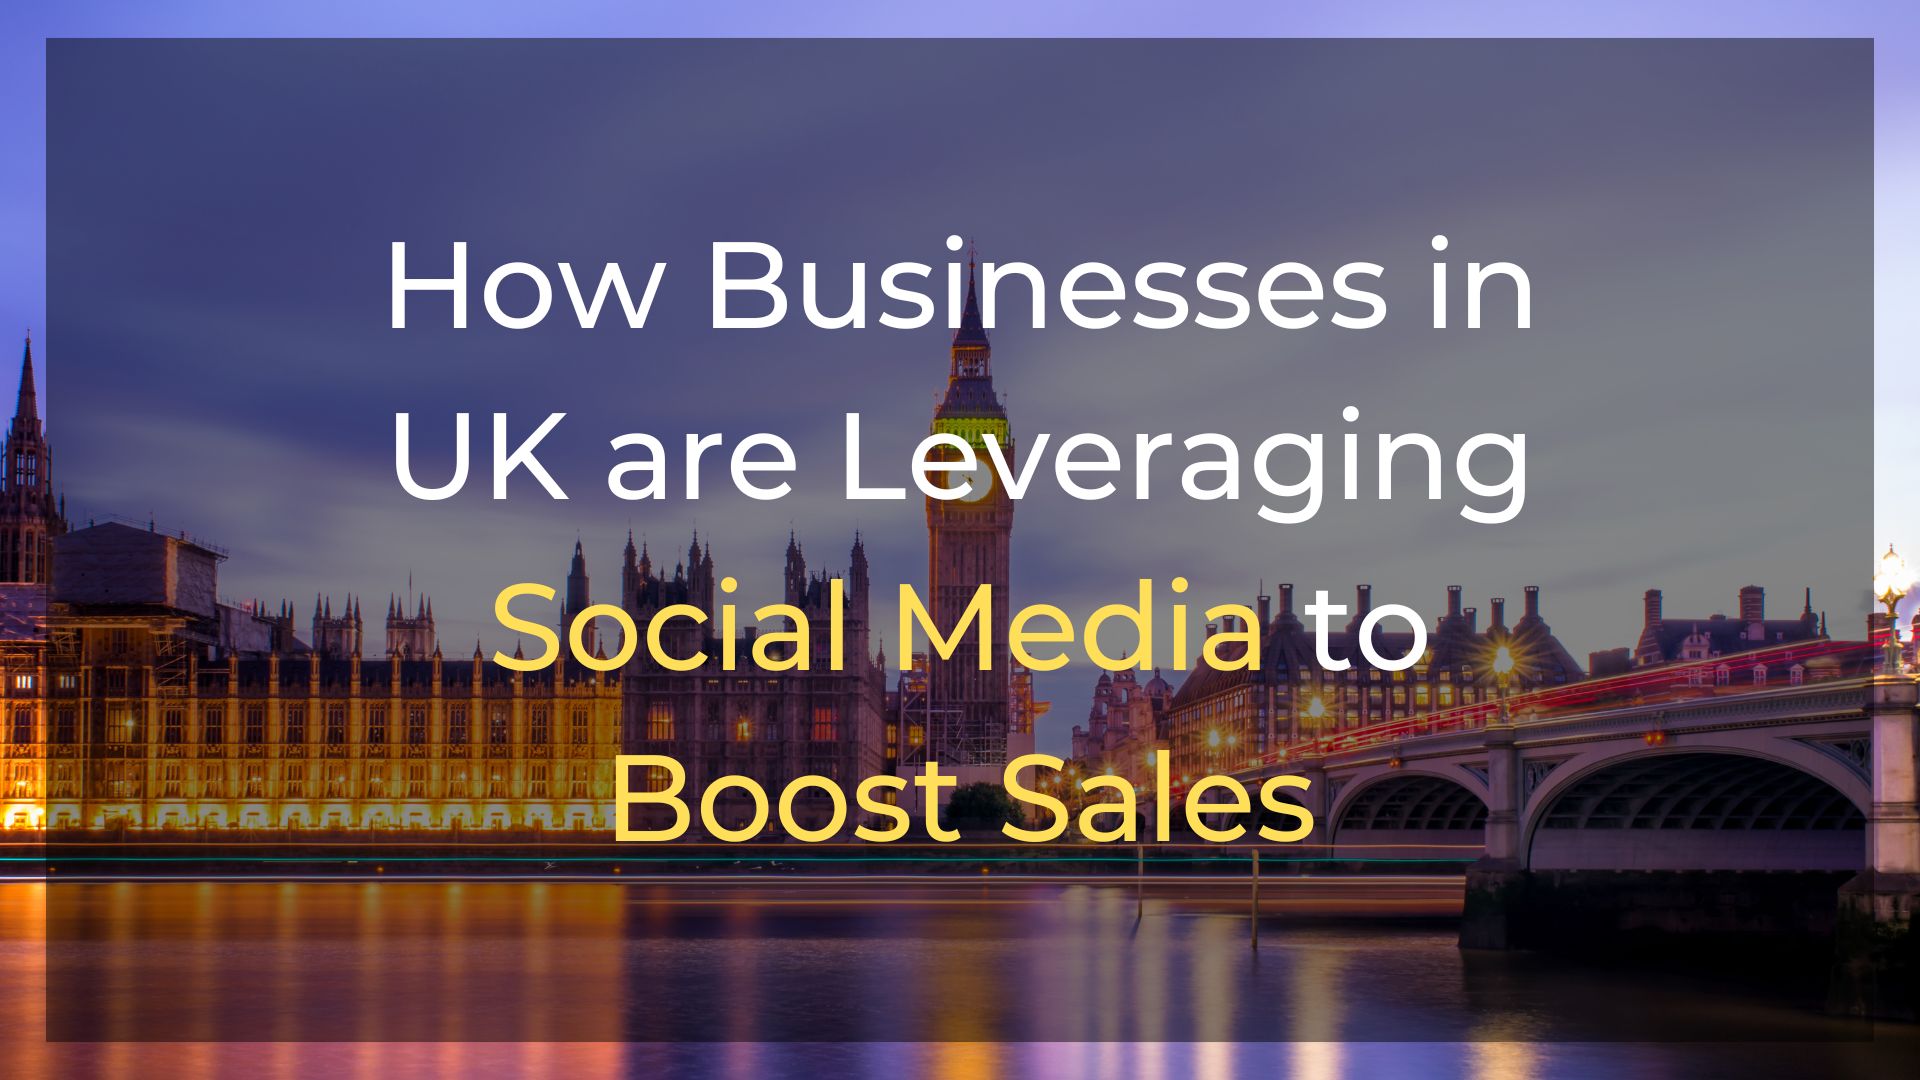 How Businesses in
UK are Leveraging
Social Media to
Boost Sales